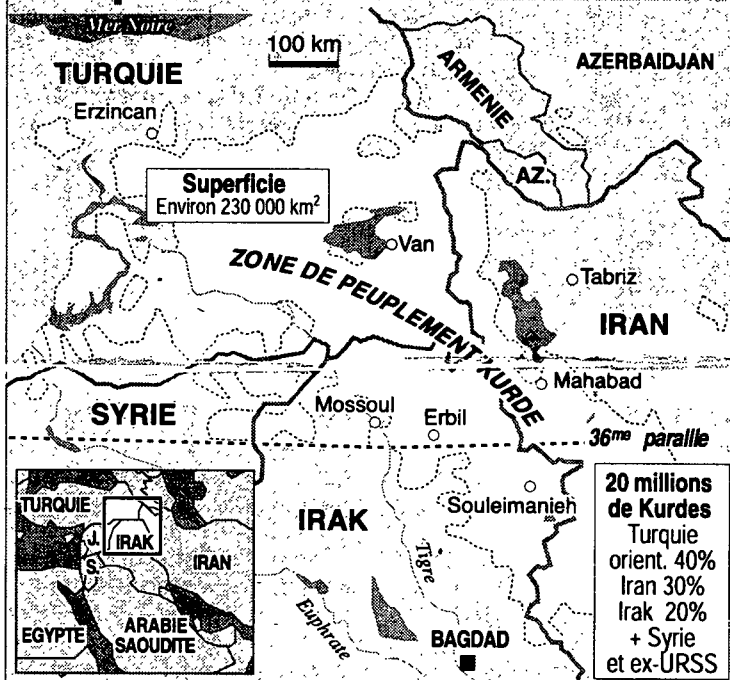 Mer Noire
100 km
TURQUIE
ARMENIE
AZERBAIDJAN
Erzincan
AZ.
Superficie
Environ 230 000 km²
Van
ZONE DE PEUPLEMENT KURDE
Tabriz
IRAN
Mahabad
SYRIE
Mossoul
Erbil
36me parallle
Souleimanieh
IRAK
Tigre
Euphrate
BAGDAD
TURQUIE
J.
IRAK
S.
IRAN
EGYPTE
ARABIE
SAOUDITE
20 millions
de Kurdes
Turquie
orient. 40%
Iran 30%
Irak 20%
+ Syrie
et ex-URSS